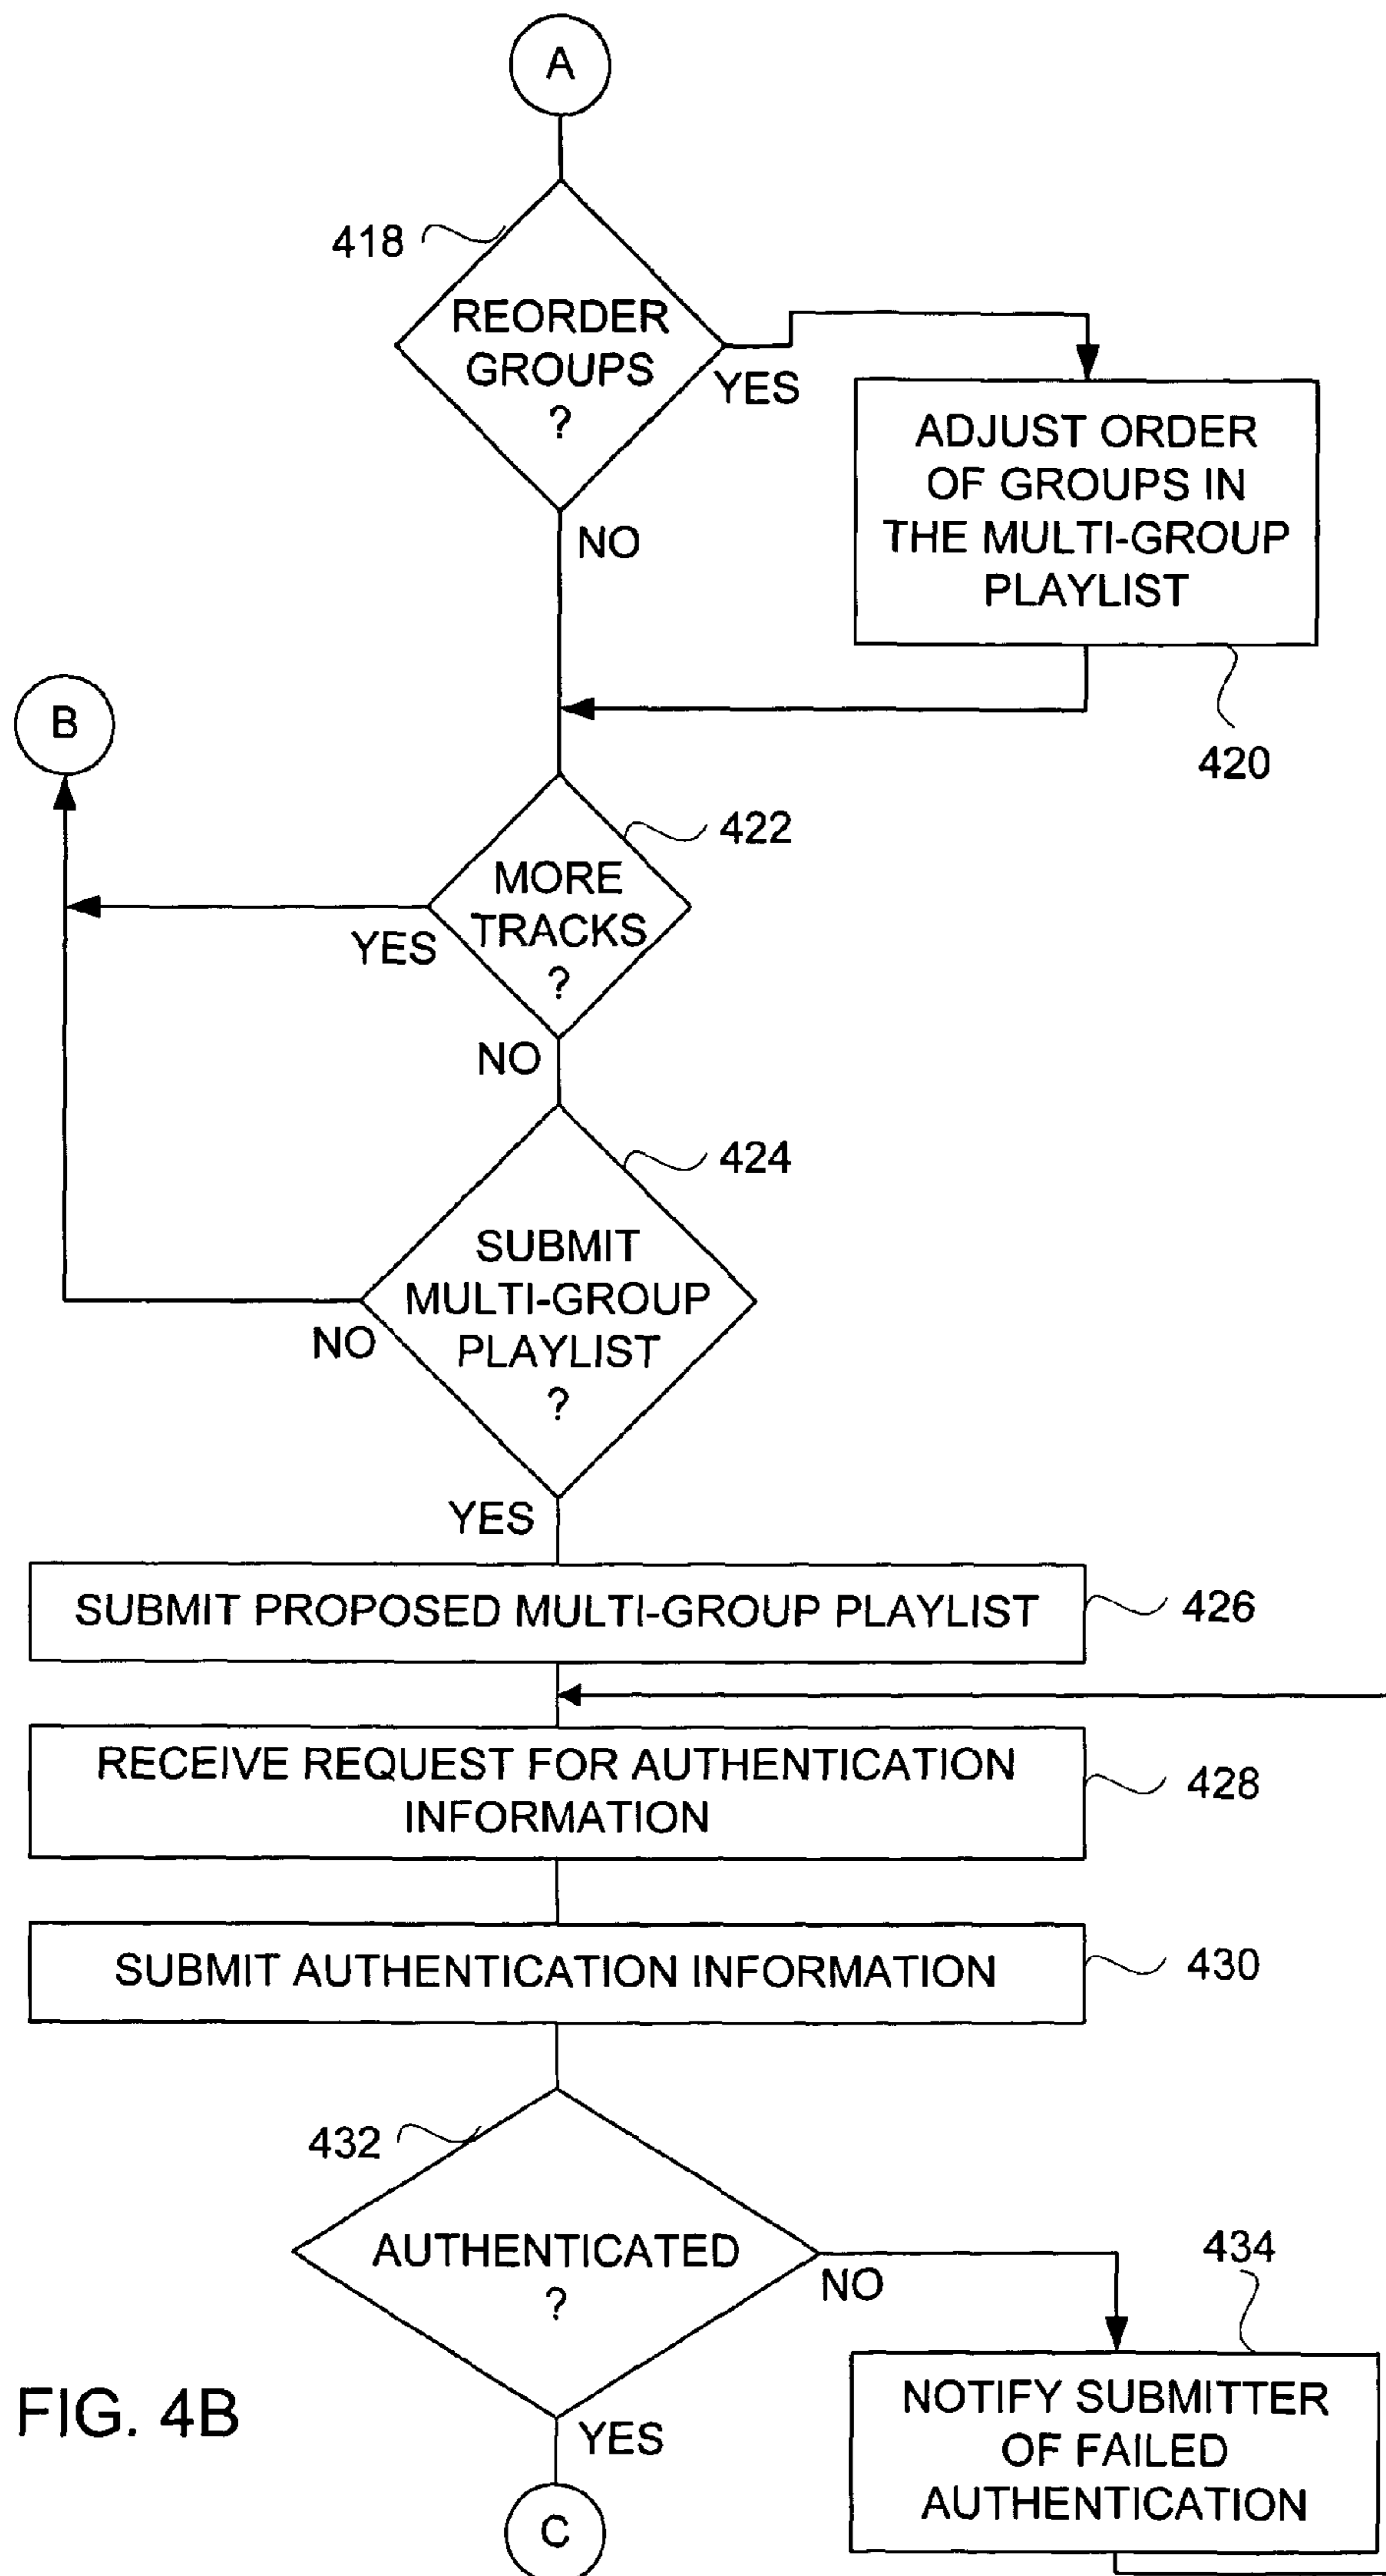 A
418
REORDER
GROUPS
?
YES
NO
ADJUST ORDER
OF GROUPS IN
THE MULTI-GROUP
PLAYLIST
420
B
422
MORE
TRACKS
?
YES
NO
424
SUBMIT
MULTI-GROUP
PLAYLIST
?
NO
YES
SUBMIT PROPOSED MULTI-GROUP PLAYLIST
426
RECEIVE REQUEST FOR AUTHENTICATION
INFORMATION
428
SUBMIT AUTHENTICATION INFORMATION
430
432
AUTHENTICATED
?
NO
YES
434
NOTIFY SUBMITTER
OF FAILED
AUTHENTICATION
C
FIG. 4B